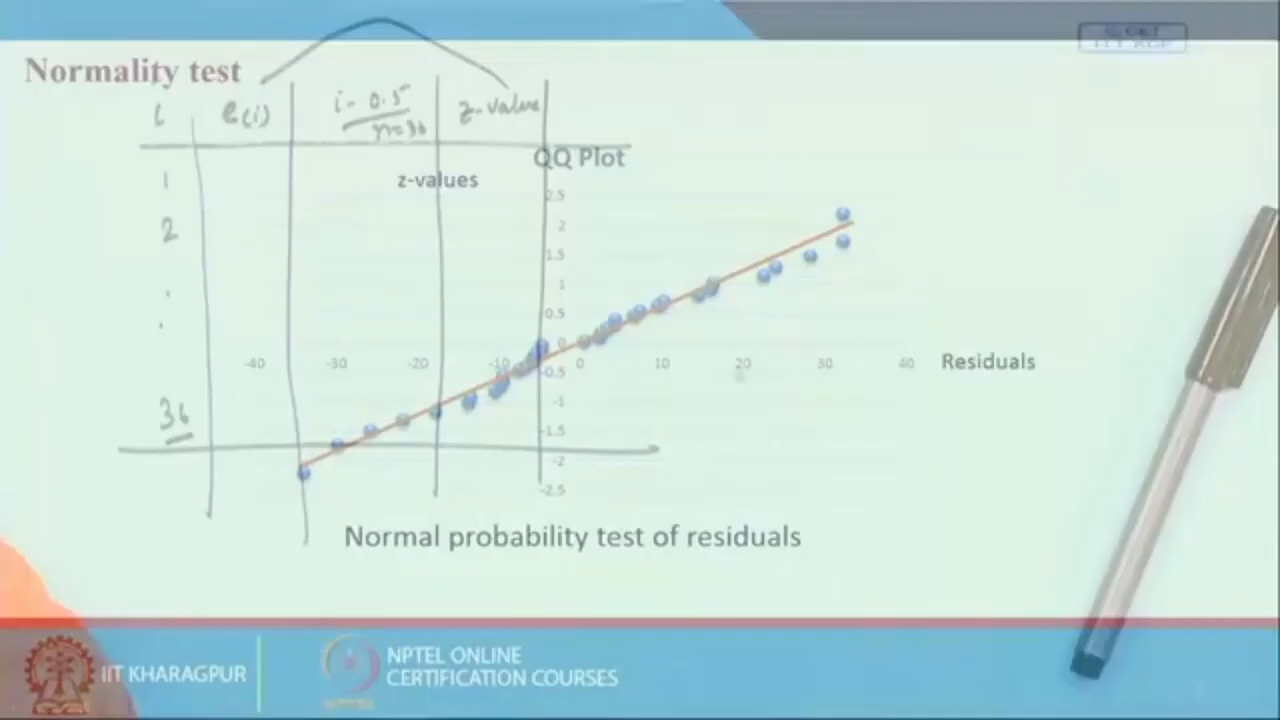 Normality test
i e(i) i - 0.5 / n=36 z-value
1
2
36
QQ Plot
z-values
2.5
2
1.5
1
0.5
0
-0.5
-1
-1.5
-2
-2.5
-40 -30 -20 -10 0 10 20 30 40
Residuals
Normal probability test of residuals
IIT KHARAGPUR
NPTEL ONLINE
CERTIFICATION COURSES